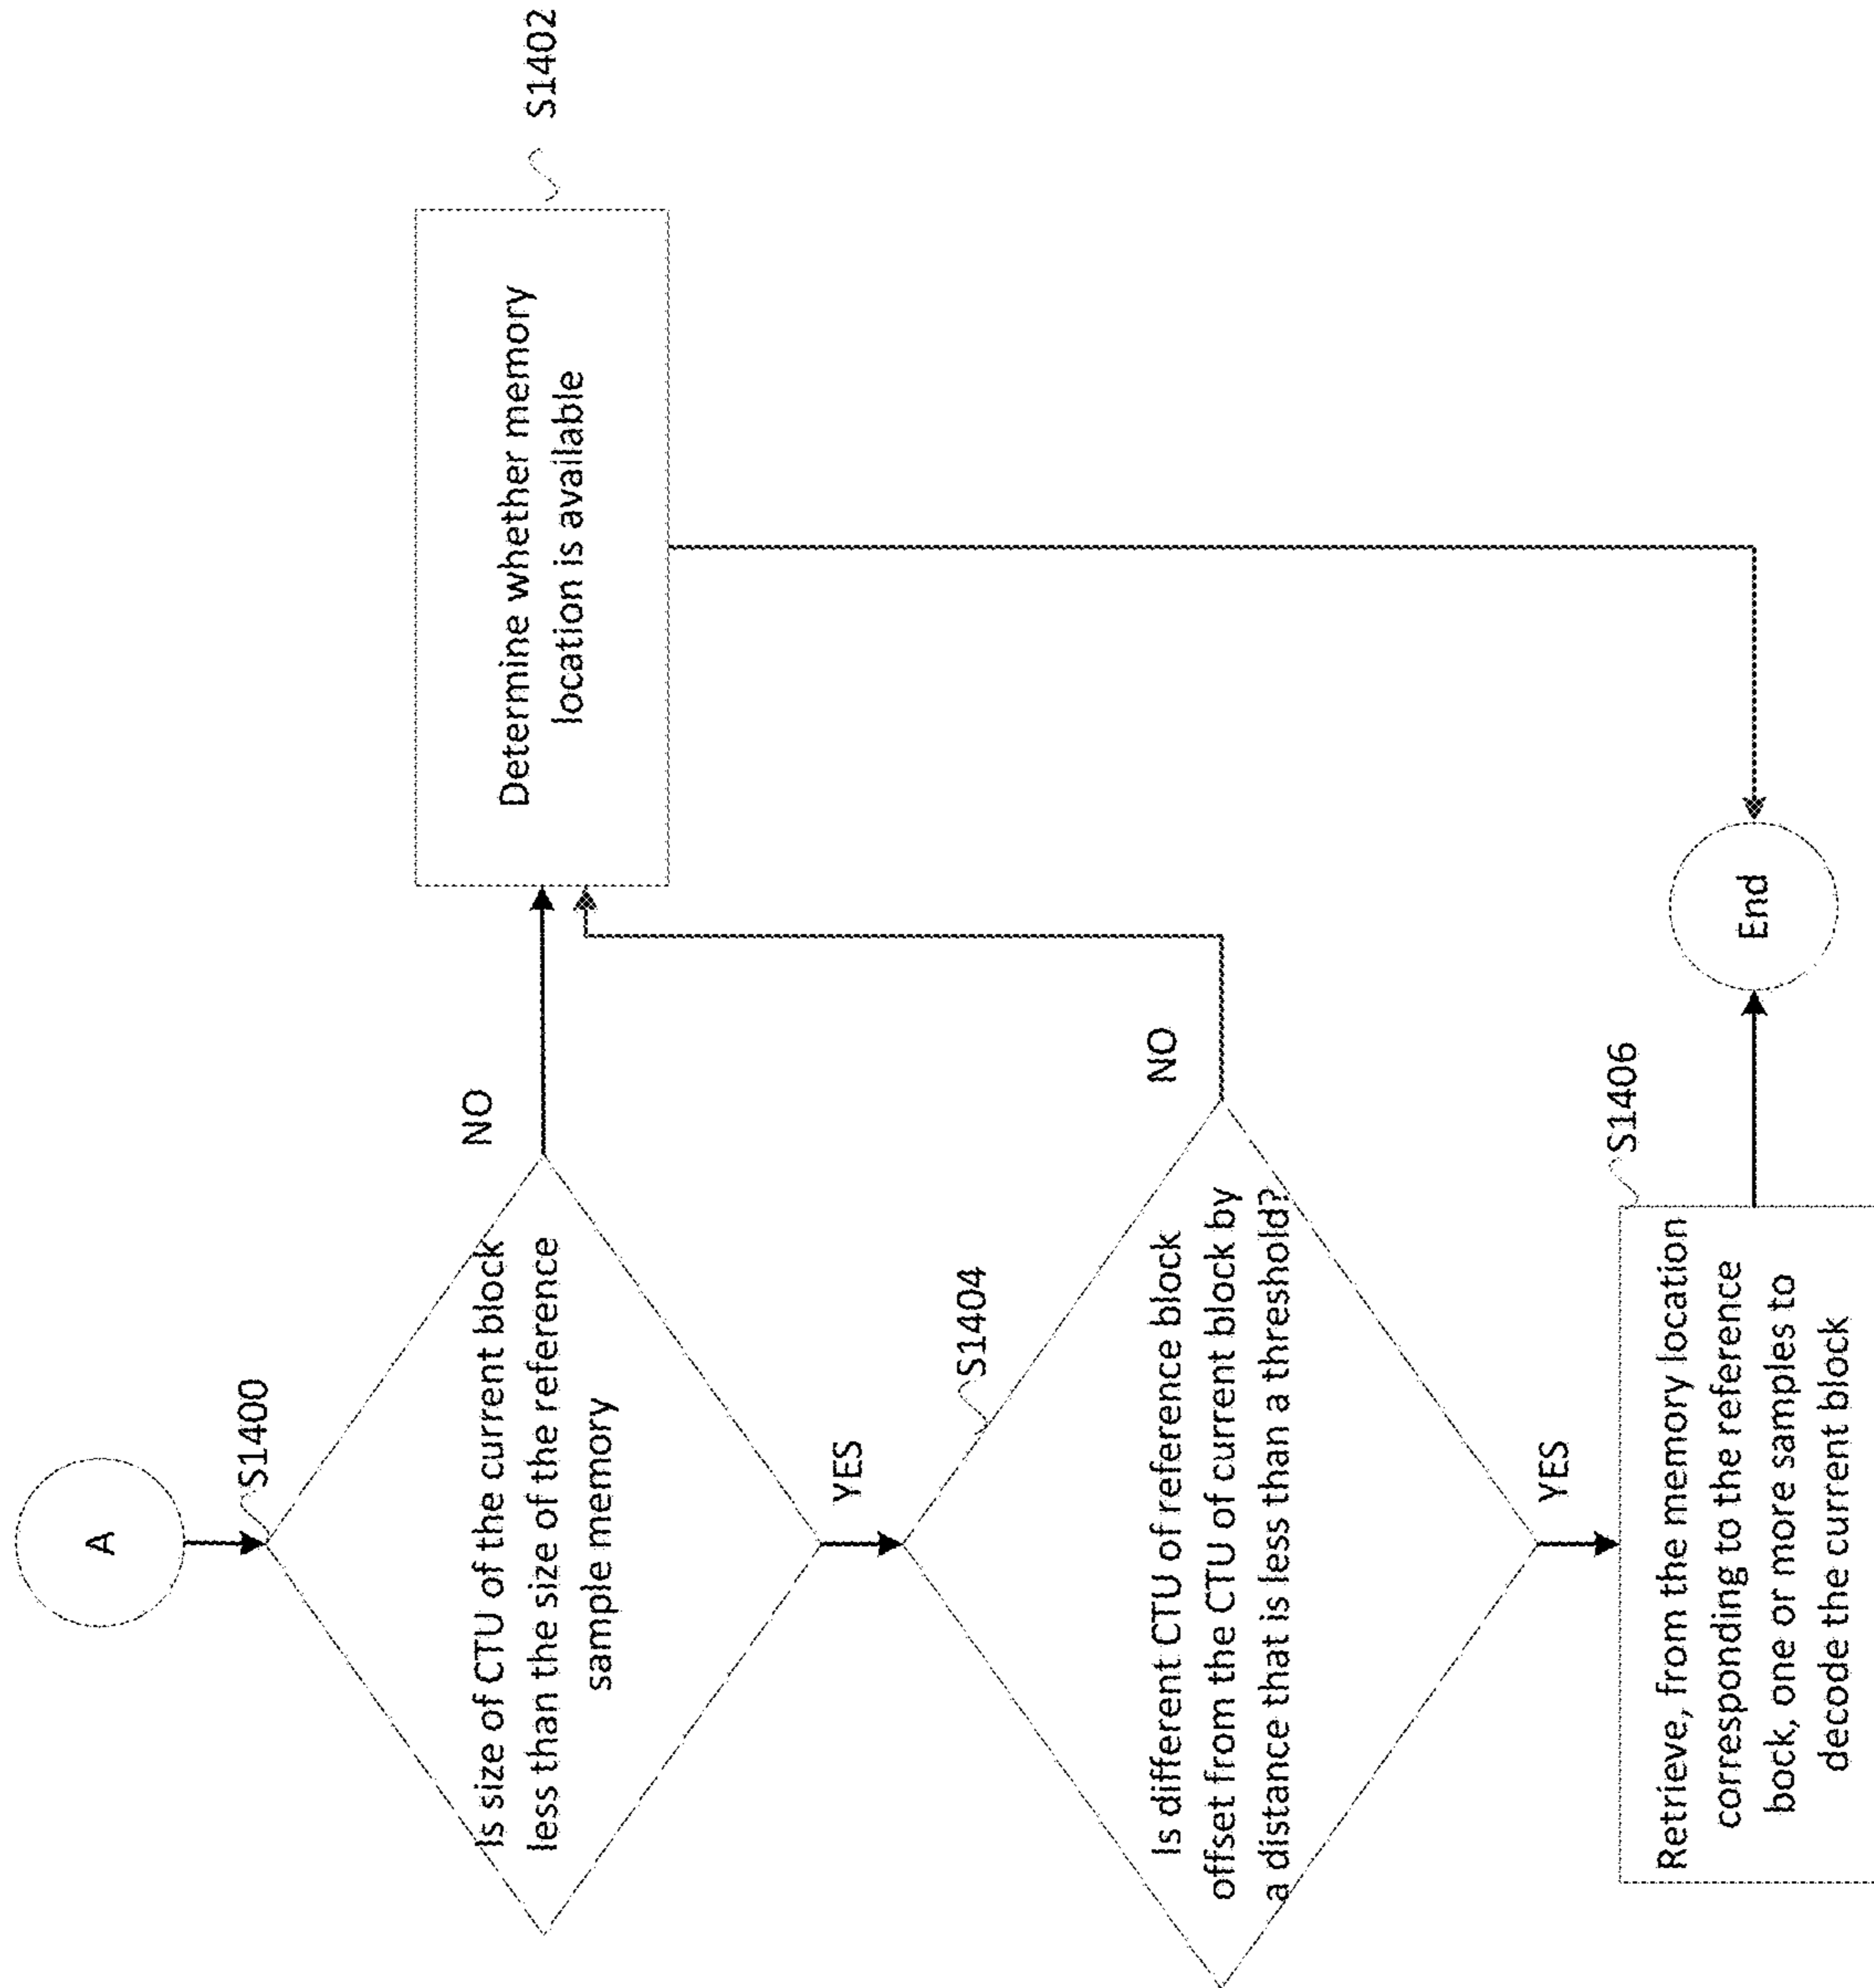 A
S1400
Is size of CTU of the current block
less than the size of the reference
sample memory
NO
Determine whether memory
location is available
S1402
YES
S1404
Is different CTU of reference block
offset from the CTU of current block by
a distance that is less than a threshold?
NO
YES
S1406
Retrieve, from the memory location
corresponding to the reference
bock, one or more samples to
decode the current block
End